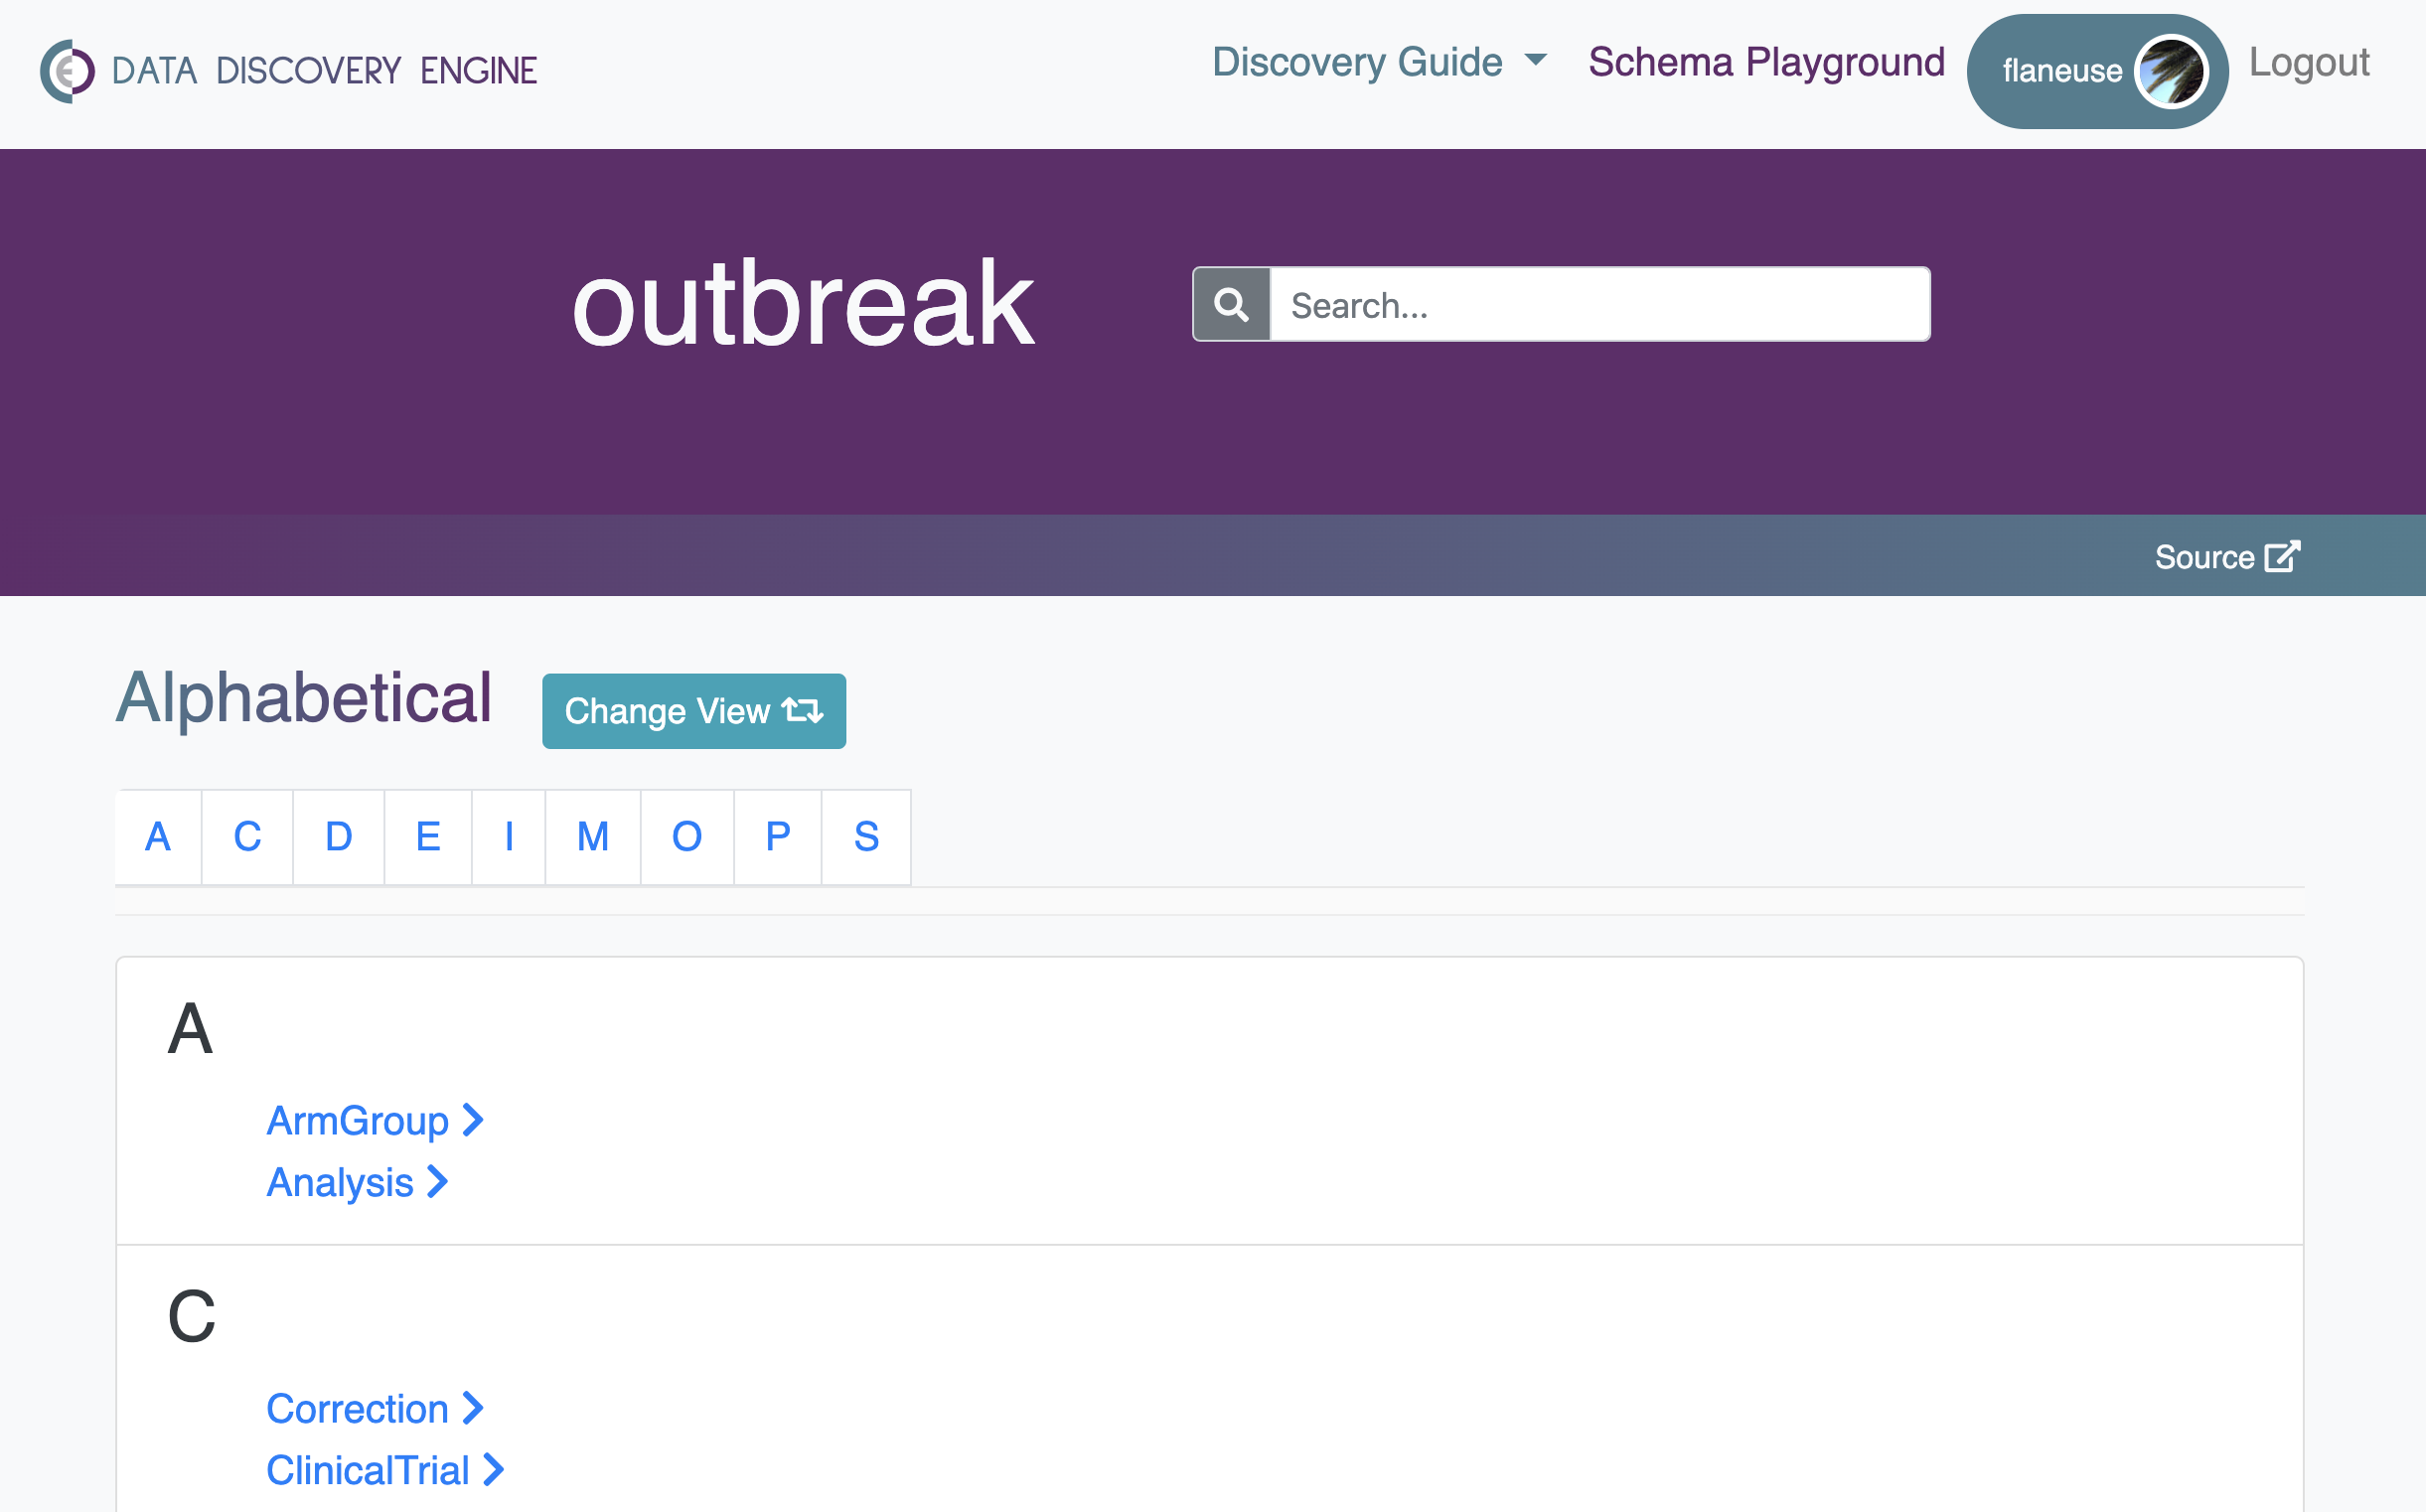 DATA DISCOVERY ENGINE
Discovery Guide
Schema Playground
flaneuse
Logout
outbreak
Search...
Source
Alphabetical
Change View
A C D E I M O P S
A
ArmGroup
Analysis
C
Correction
ClinicalTrial